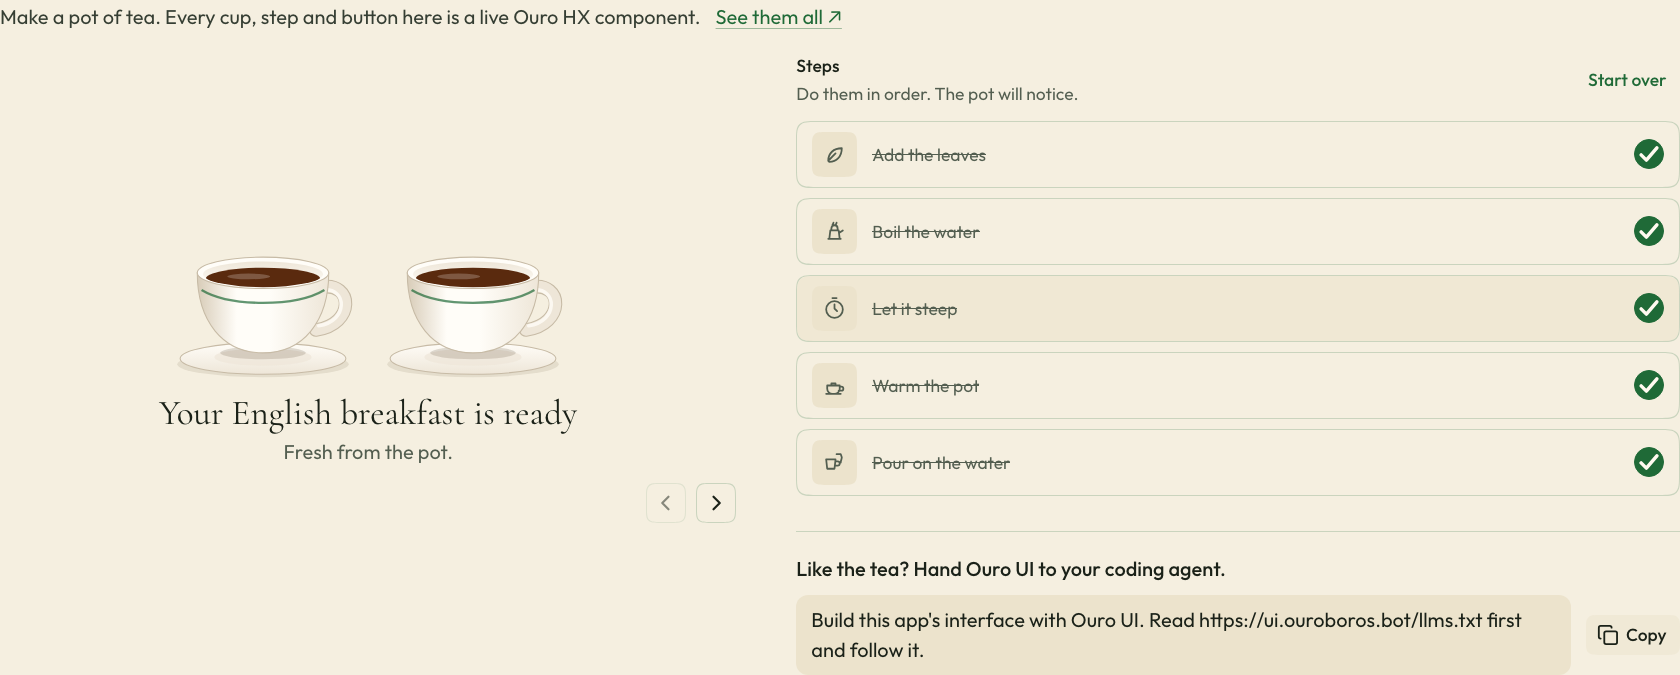 Make a pot of tea. Every cup, step and button here is a live Ouro HX component. See them all
Steps
Do them in order. The pot will notice.
Start over
Add the leaves
Boil the water
Let it steep
Warm the pot
Pour on the water
Your English breakfast is ready
Fresh from the pot.
Like the tea? Hand Ouro UI to your coding agent.
Build this app's interface with Ouro UI. Read https://ui.ouroboros.bot/llms.txt first
and follow it.
Copy